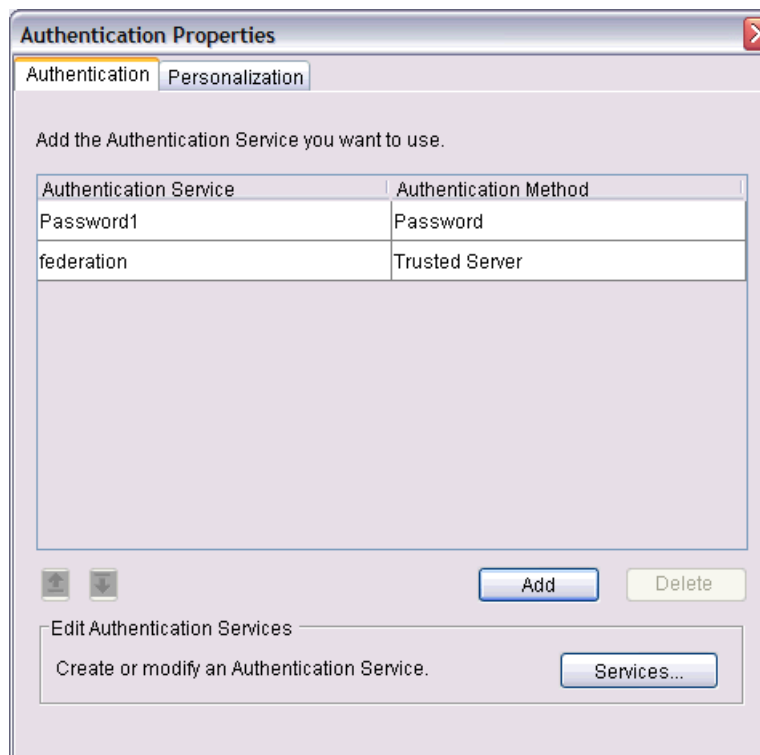 Authentication Properties
Authentication Personalization
Add the Authentication Service you want to use.
Authentication Service Authentication Method
Password1 Password
federation Trusted Server
Add Delete
Edit Authentication Services
Create or modify an Authentication Service. Services...